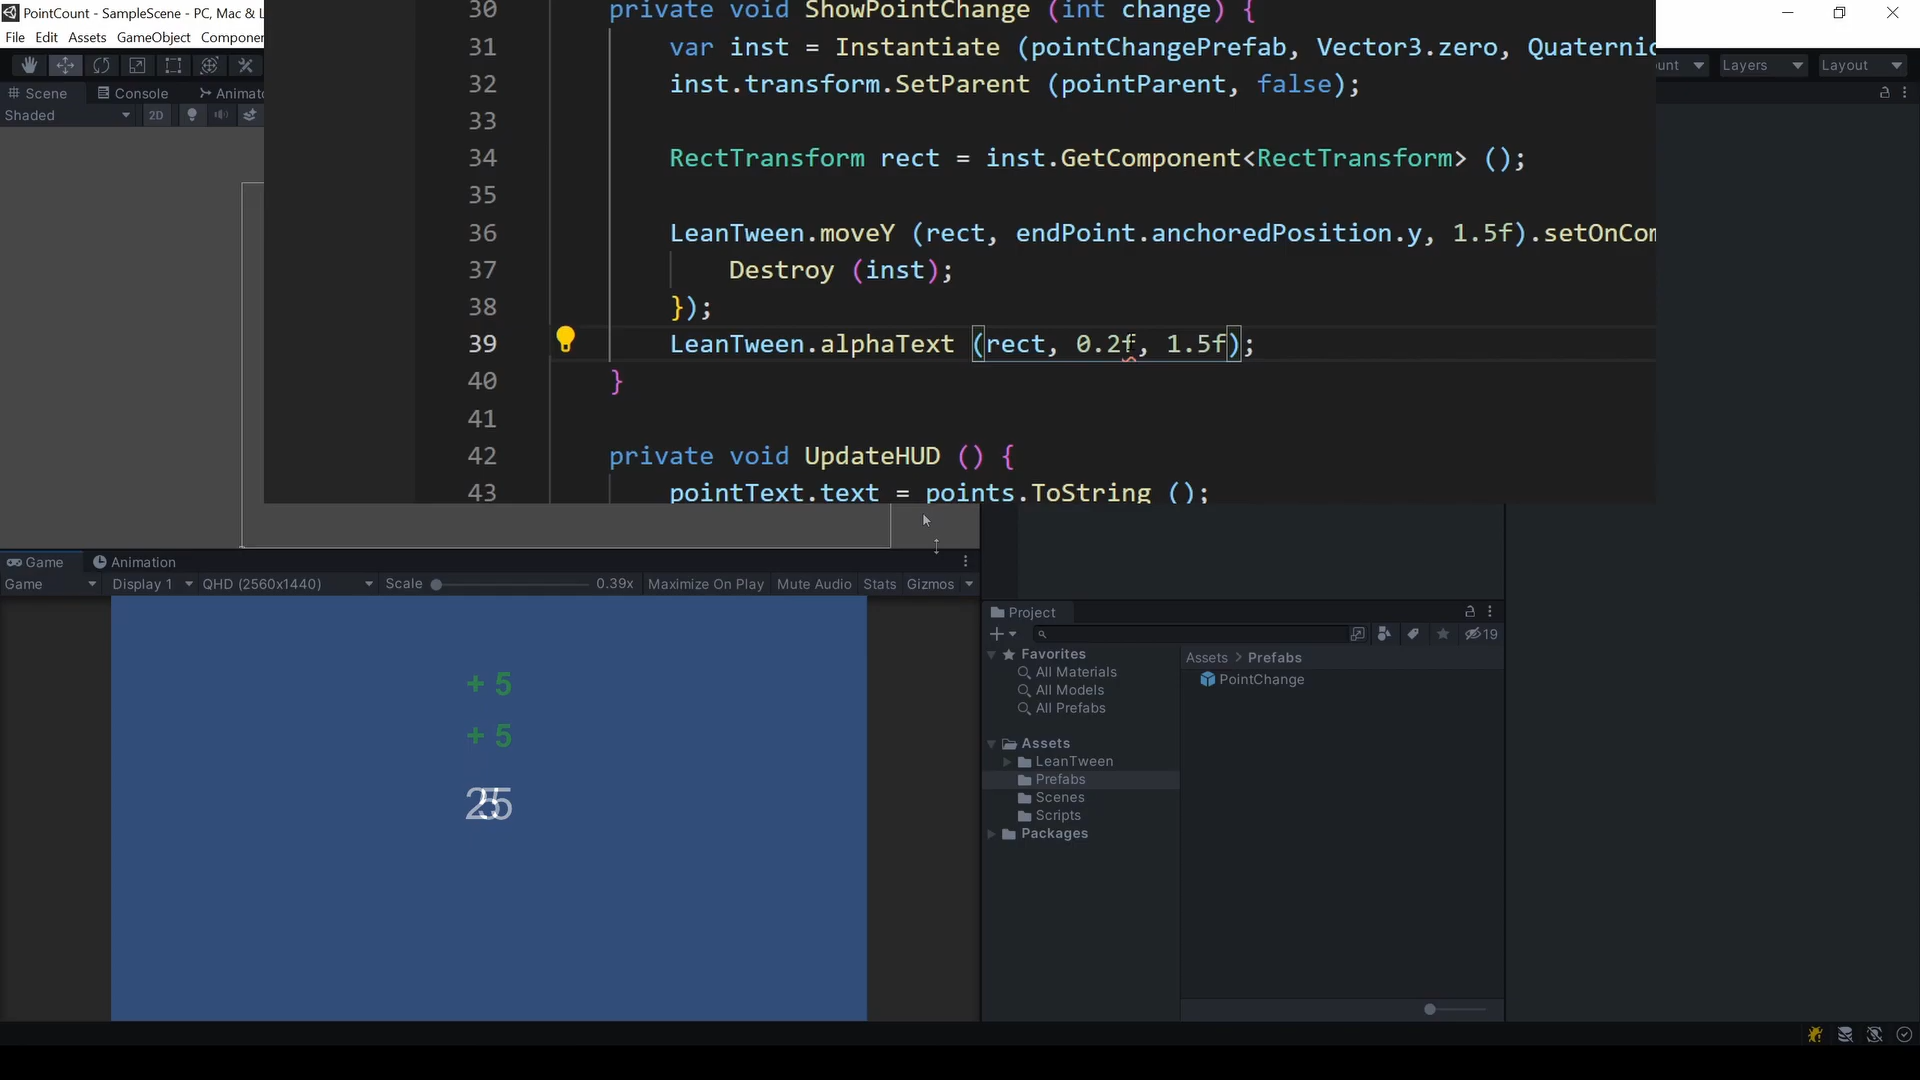 PointCount - SampleScene - PC, Mac & L
File Edit Assets GameObject Componen
Scene Console Animato
Shaded 2D
30 private void ShowPointChange (int change) {
31 var inst = Instantiate (pointChangePrefab, Vector3.zero, Quaternio
32 inst.transform.SetParent (pointParent, false);
33
34 RectTransform rect = inst.GetComponent<RectTransform> ();
35
36 LeanTween.moveY (rect, endPoint.anchoredPosition.y, 1.5f).setOnCom
37 Destroy (inst);
38 });
39 LeanTween.alphaText (rect, 0.2f, 1.5f);
40 }
41
42 private void UpdateHUD () {
43 pointText.text = points.ToString ();
unt Layers Layout
Game Animation
Game Display 1 QHD (2560x1440) Scale 0.39x Maximize On Play Mute Audio Stats Gizmos
+ 5
+ 5
Project
19
Favorites
All Materials
All Models
All Prefabs
Assets
LeanTween
Prefabs
Scenes
Scripts
Packages
Assets > Prefabs
PointChange